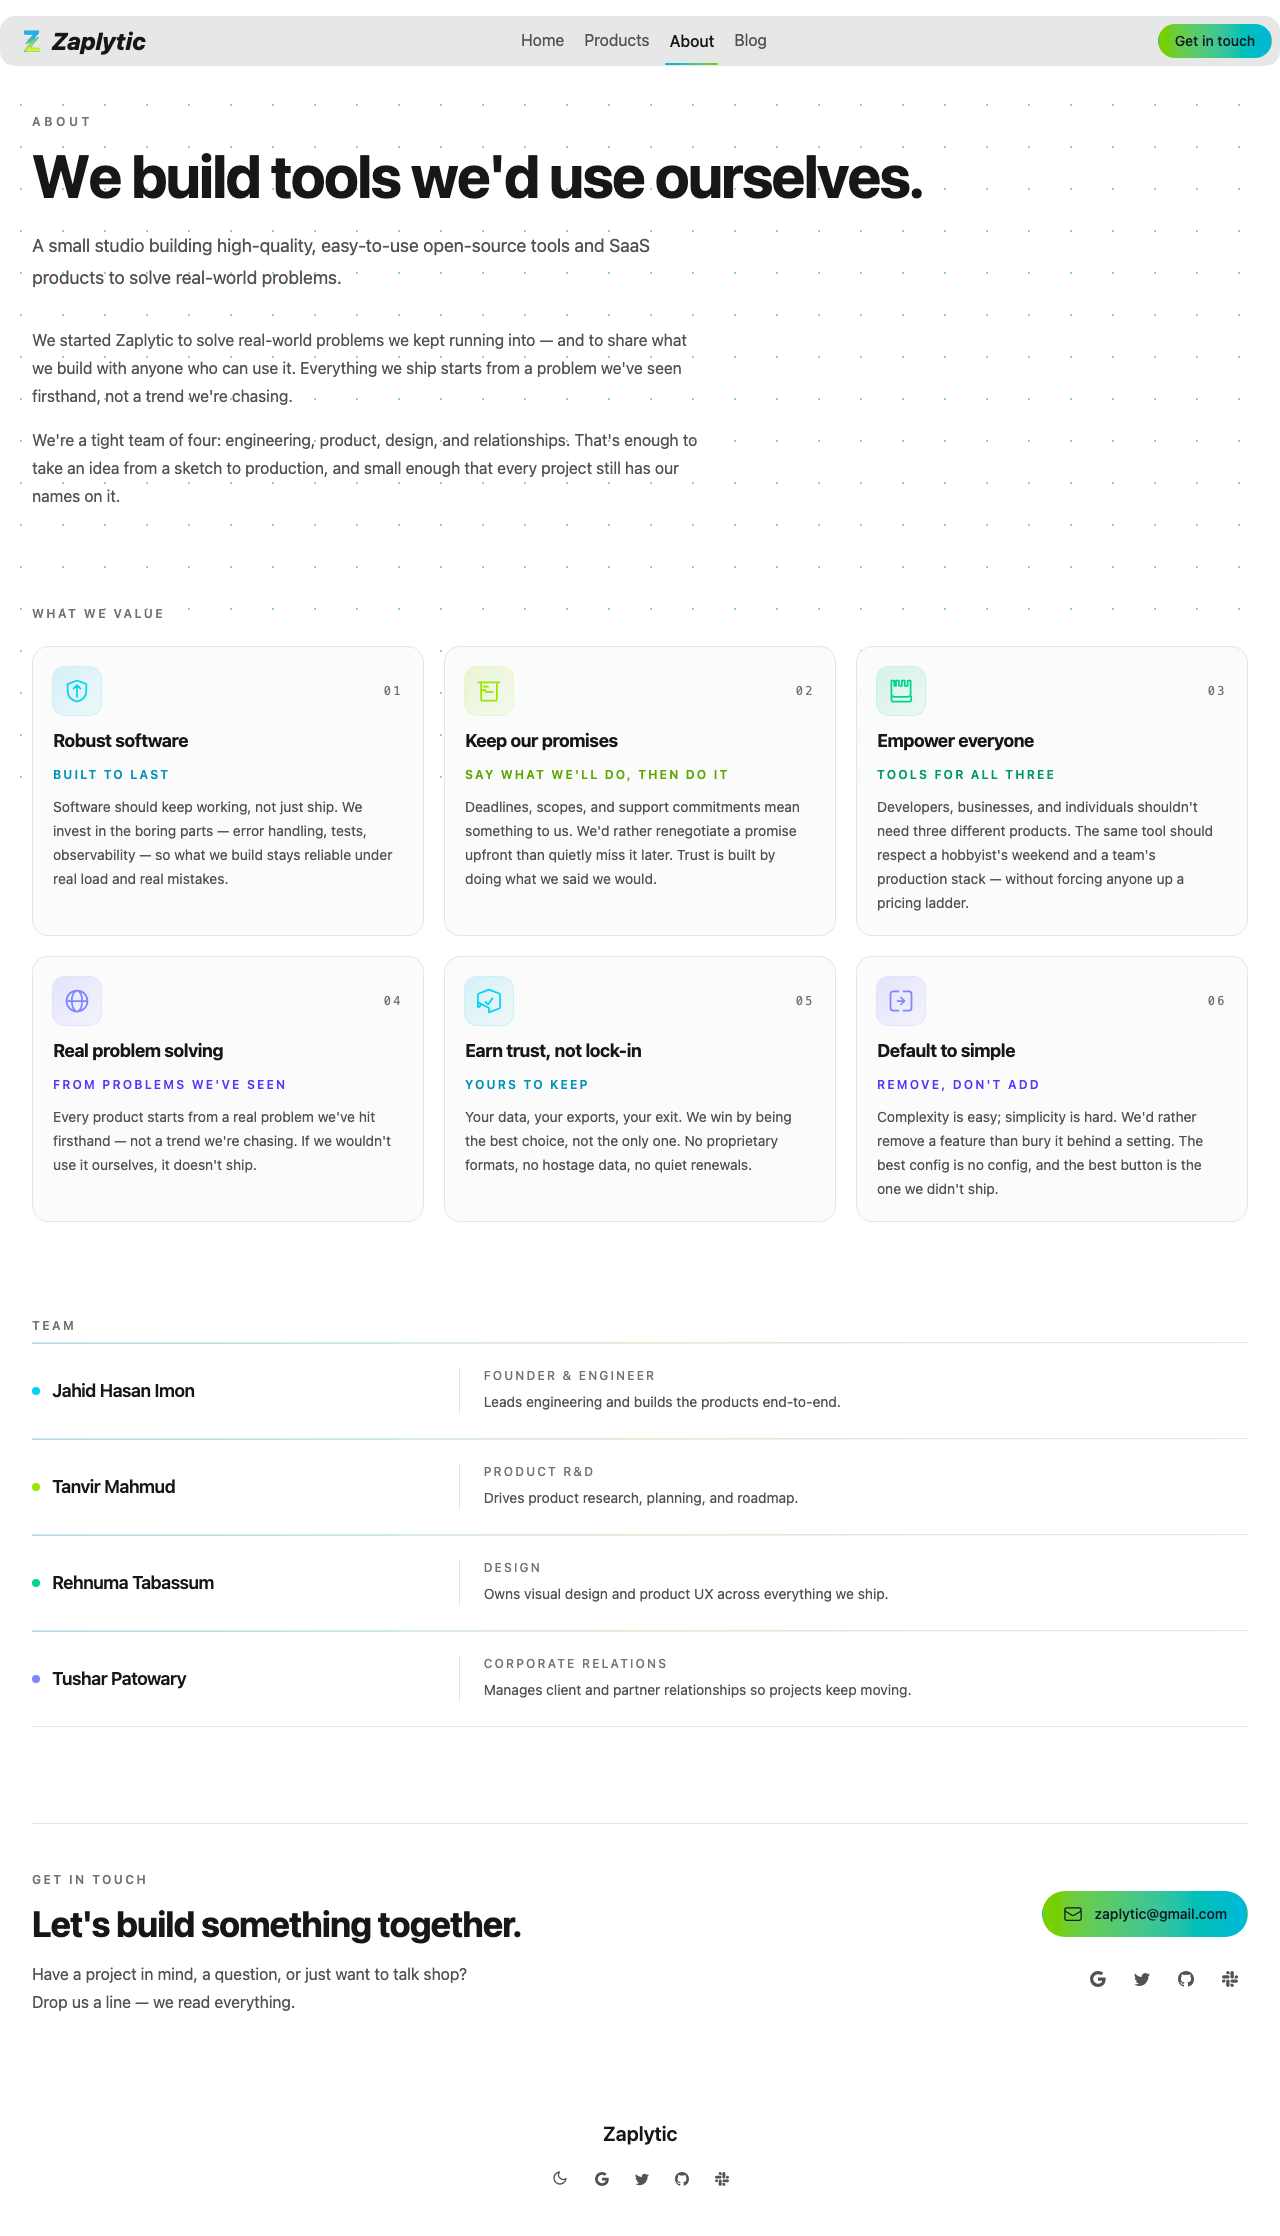 Zaplytic
Home Products About Blog
Get in touch
ABOUT
We build tools we'd use ourselves.
A small studio building high-quality, easy-to-use open-source tools and SaaS
products to solve real-world problems.
We started Zaplytic to solve real-world problems we kept running into — and to share what
we build with anyone who can use it. Everything we ship starts from a problem we've seen
firsthand, not a trend we're chasing.
We're a tight team of four: engineering, product, design, and relationships. That's enough to
take an idea from a sketch to production, and small enough that every project still has our
names on it.
WHAT WE VALUE
01
Robust software
BUILT TO LAST
Software should keep working, not just ship. We
invest in the boring parts — error handling, tests,
observability — so what we build stays reliable under
real load and real mistakes.
02
Keep our promises
SAY WHAT WE'LL DO, THEN DO IT
Deadlines, scopes, and support commitments mean
something to us. We'd rather renegotiate a promise
upfront than quietly miss it later. Trust is built by
doing what we said we would.
03
Empower everyone
TOOLS FOR ALL THREE
Developers, businesses, and individuals shouldn't
need three different products. The same tool should
respect a hobbyist's weekend and a team's
production stack — without forcing anyone up a
pricing ladder.
04
Real problem solving
FROM PROBLEMS WE'VE SEEN
Every product starts from a real problem we've hit
firsthand — not a trend we're chasing. If we wouldn't
use it ourselves, it doesn't ship.
05
Earn trust, not lock-in
YOURS TO KEEP
Your data, your exports, your exit. We win by being
the best choice, not the only one. No proprietary
formats, no hostage data, no quiet renewals.
06
Default to simple
REMOVE, DON'T ADD
Complexity is easy; simplicity is hard. We'd rather
remove a feature than bury it behind a setting. The
best config is no config, and the best button is the
one we didn't ship.
TEAM
Jahid Hasan Imon
FOUNDER & ENGINEER
Leads engineering and builds the products end-to-end.
Tanvir Mahmud
PRODUCT R&D
Drives product research, planning, and roadmap.
Rehnuma Tabassum
DESIGN
Owns visual design and product UX across everything we ship.
Tushar Patowary
CORPORATE RELATIONS
Manages client and partner relationships so projects keep moving.
GET IN TOUCH
Let's build something together.
Have a project in mind, a question, or just want to talk shop?
Drop us a line — we read everything.
zaplytic@gmail.com
Zaplytic